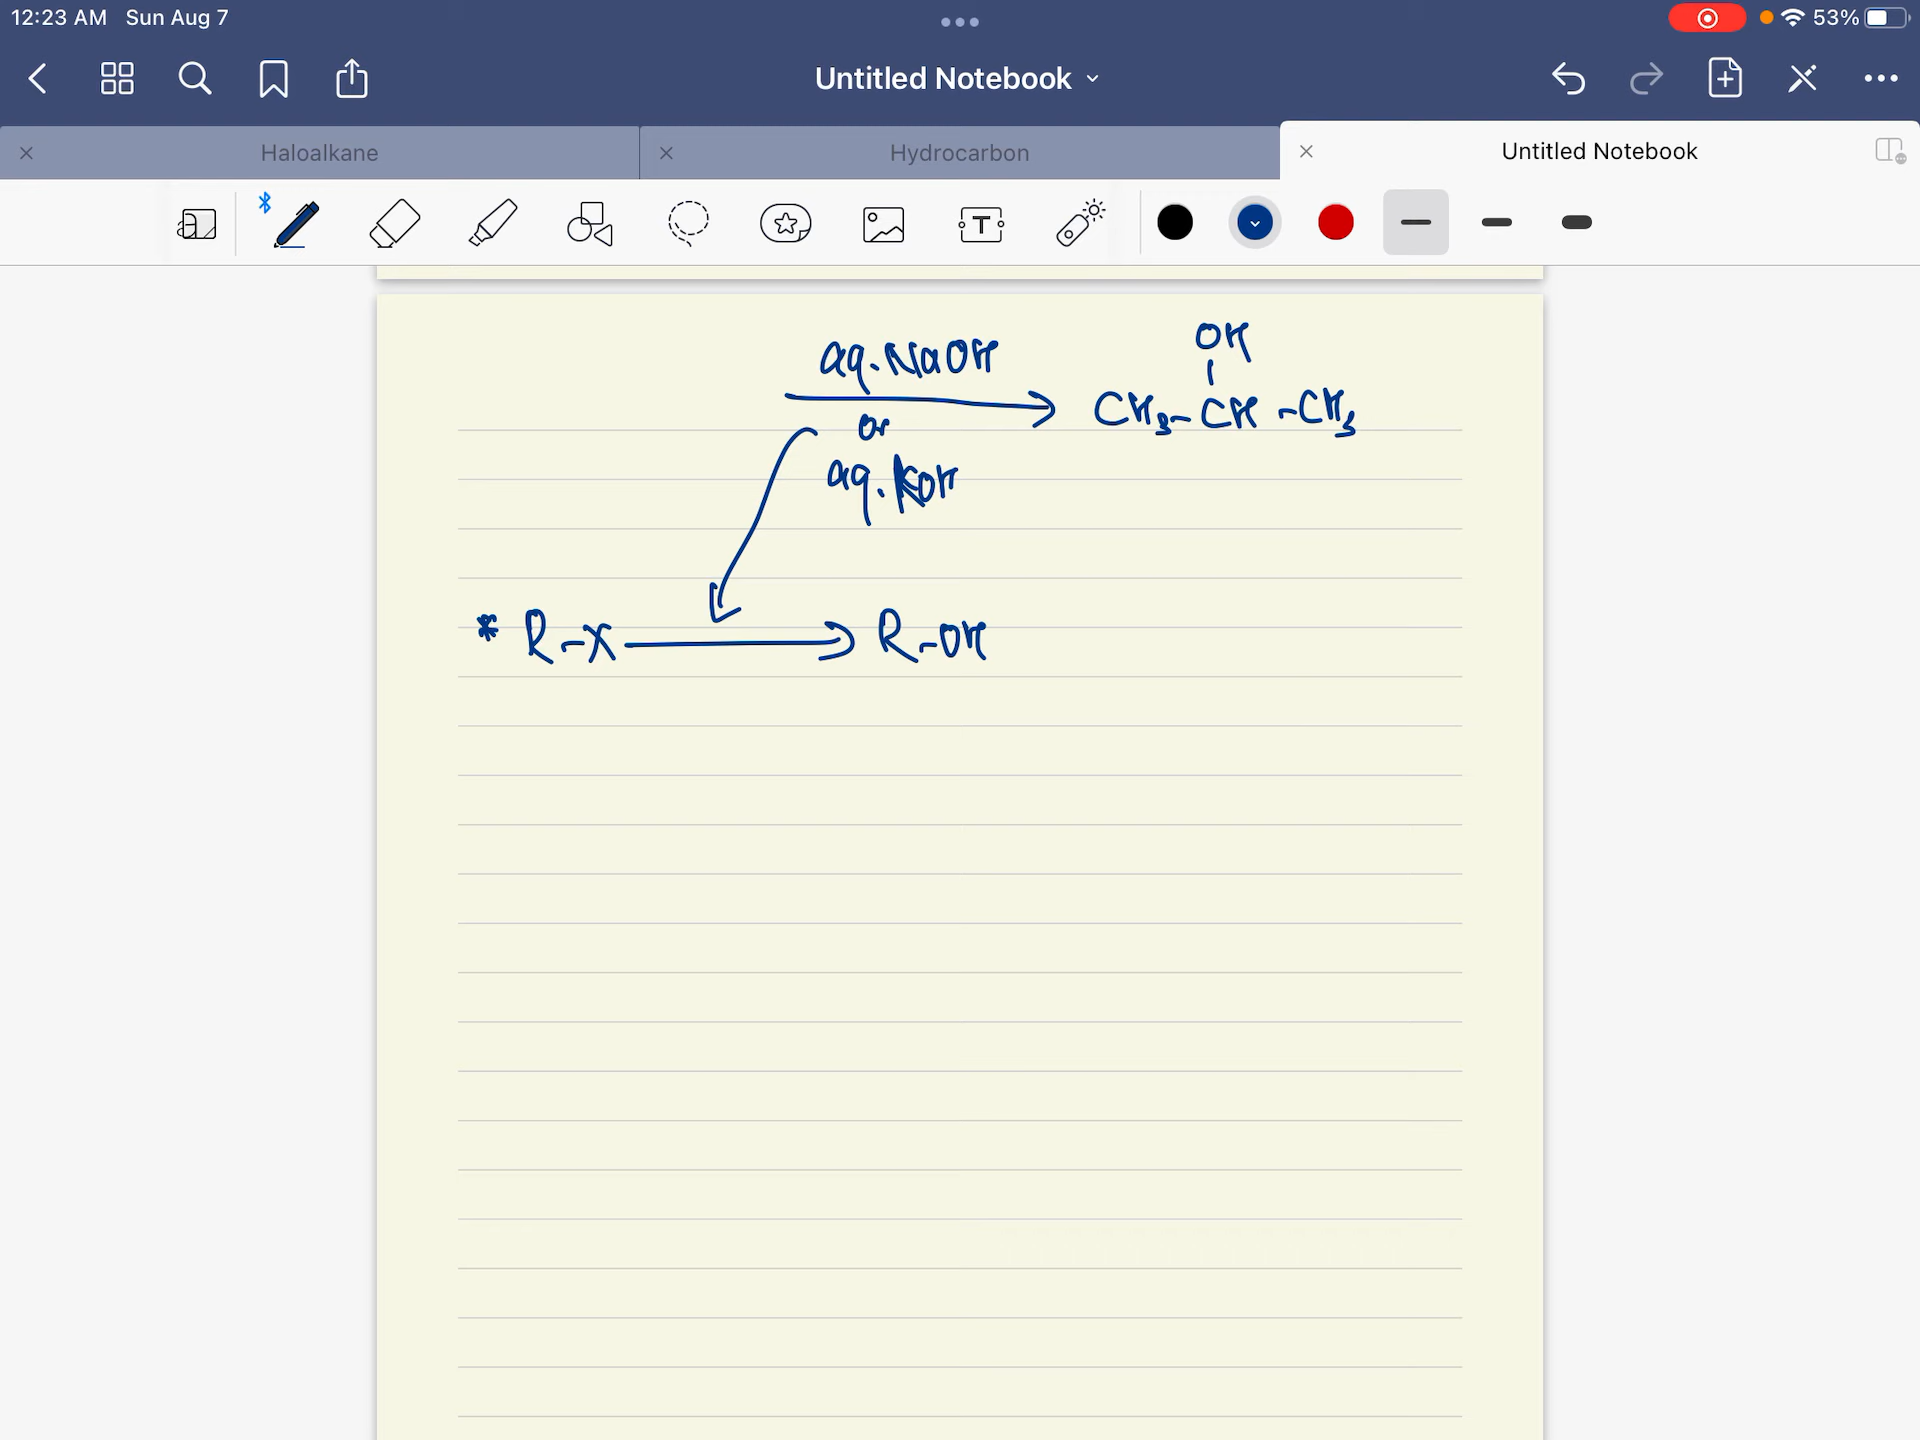 12:23 AM Sun Aug 7
53%
Untitled Notebook
Haloalkane
Hydrocarbon
Untitled Notebook
aq. NaOH
or
aq. KOH
OH
CH3-CH-CH3
* R-X → R-OH